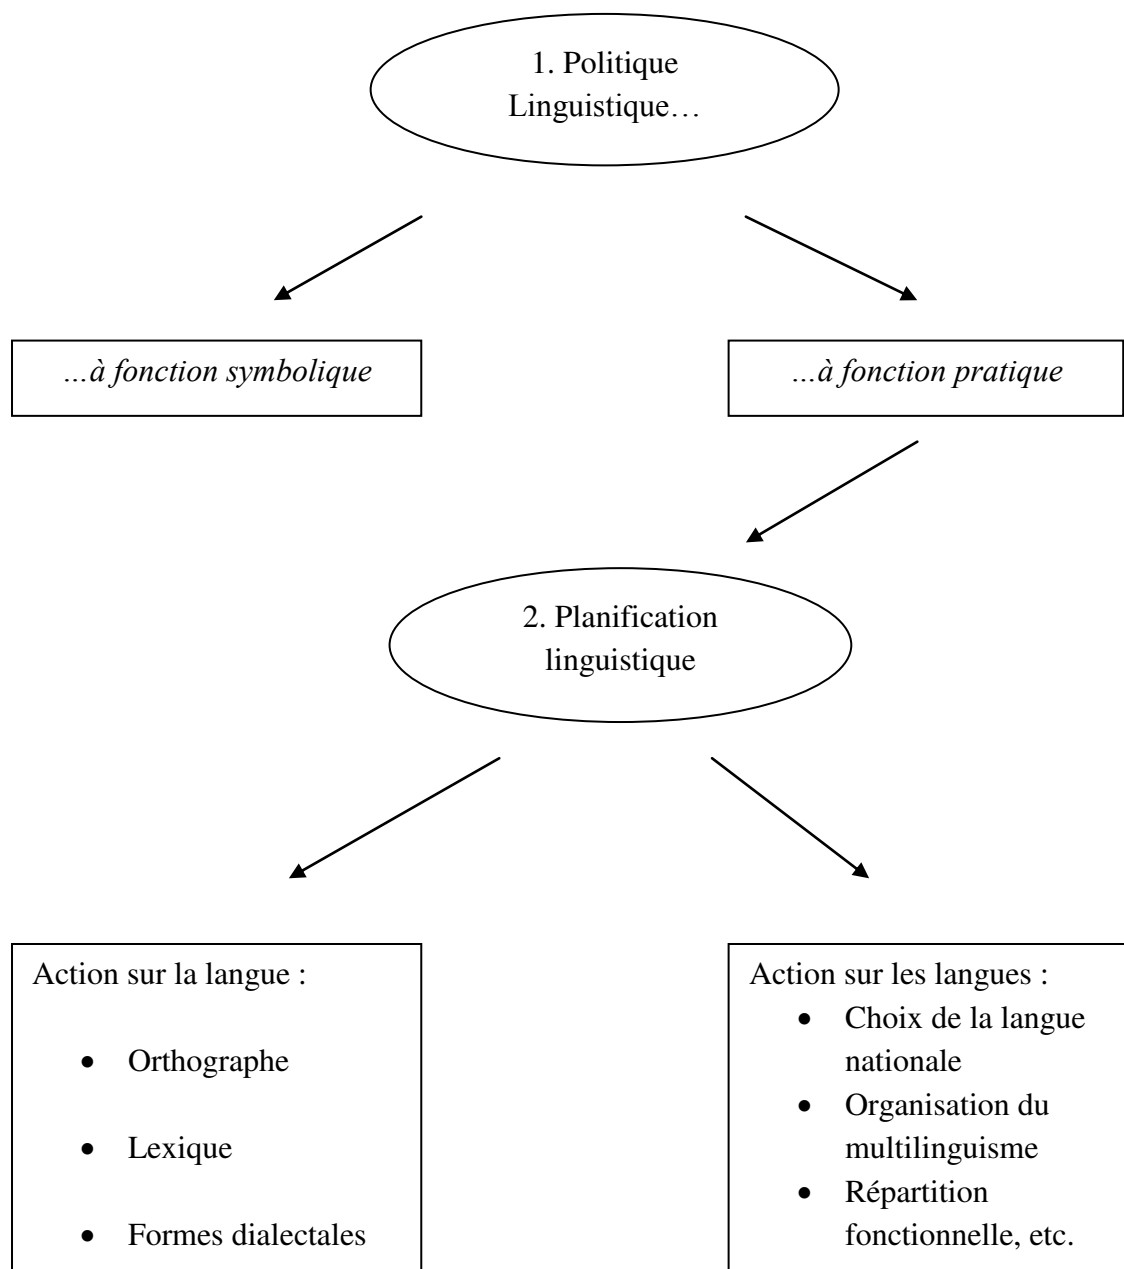 1. Politique
Linguistique…
...à fonction symbolique
...à fonction pratique
2. Planification
linguistique
Action sur la langue :
• Orthographe
• Lexique
• Formes dialectales
Action sur les langues :
• Choix de la langue
nationale
• Organisation du
multilinguisme
• Répartition
fonctionnelle, etc.